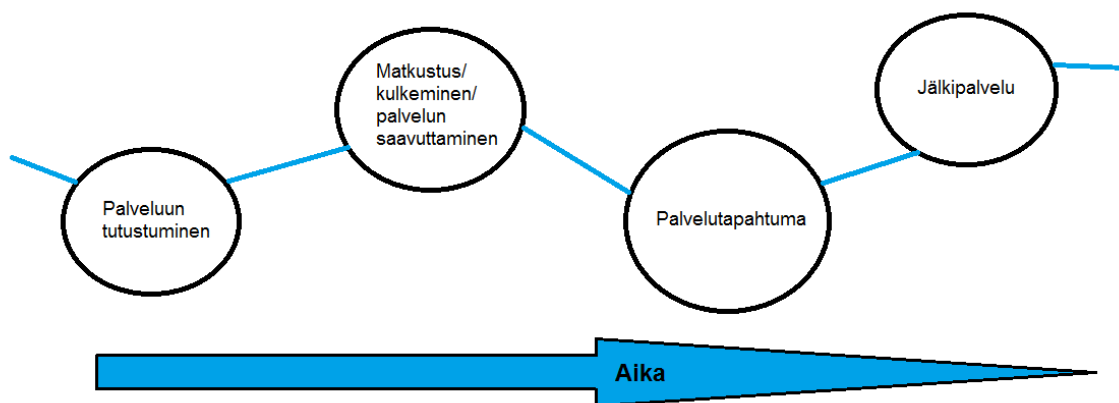 Palveluun
tutustuminen
Matkustus/
kulkeminen/
palvelun
saavuttaminen
Palvelutapahtuma
Jälkipalvelu
Aika